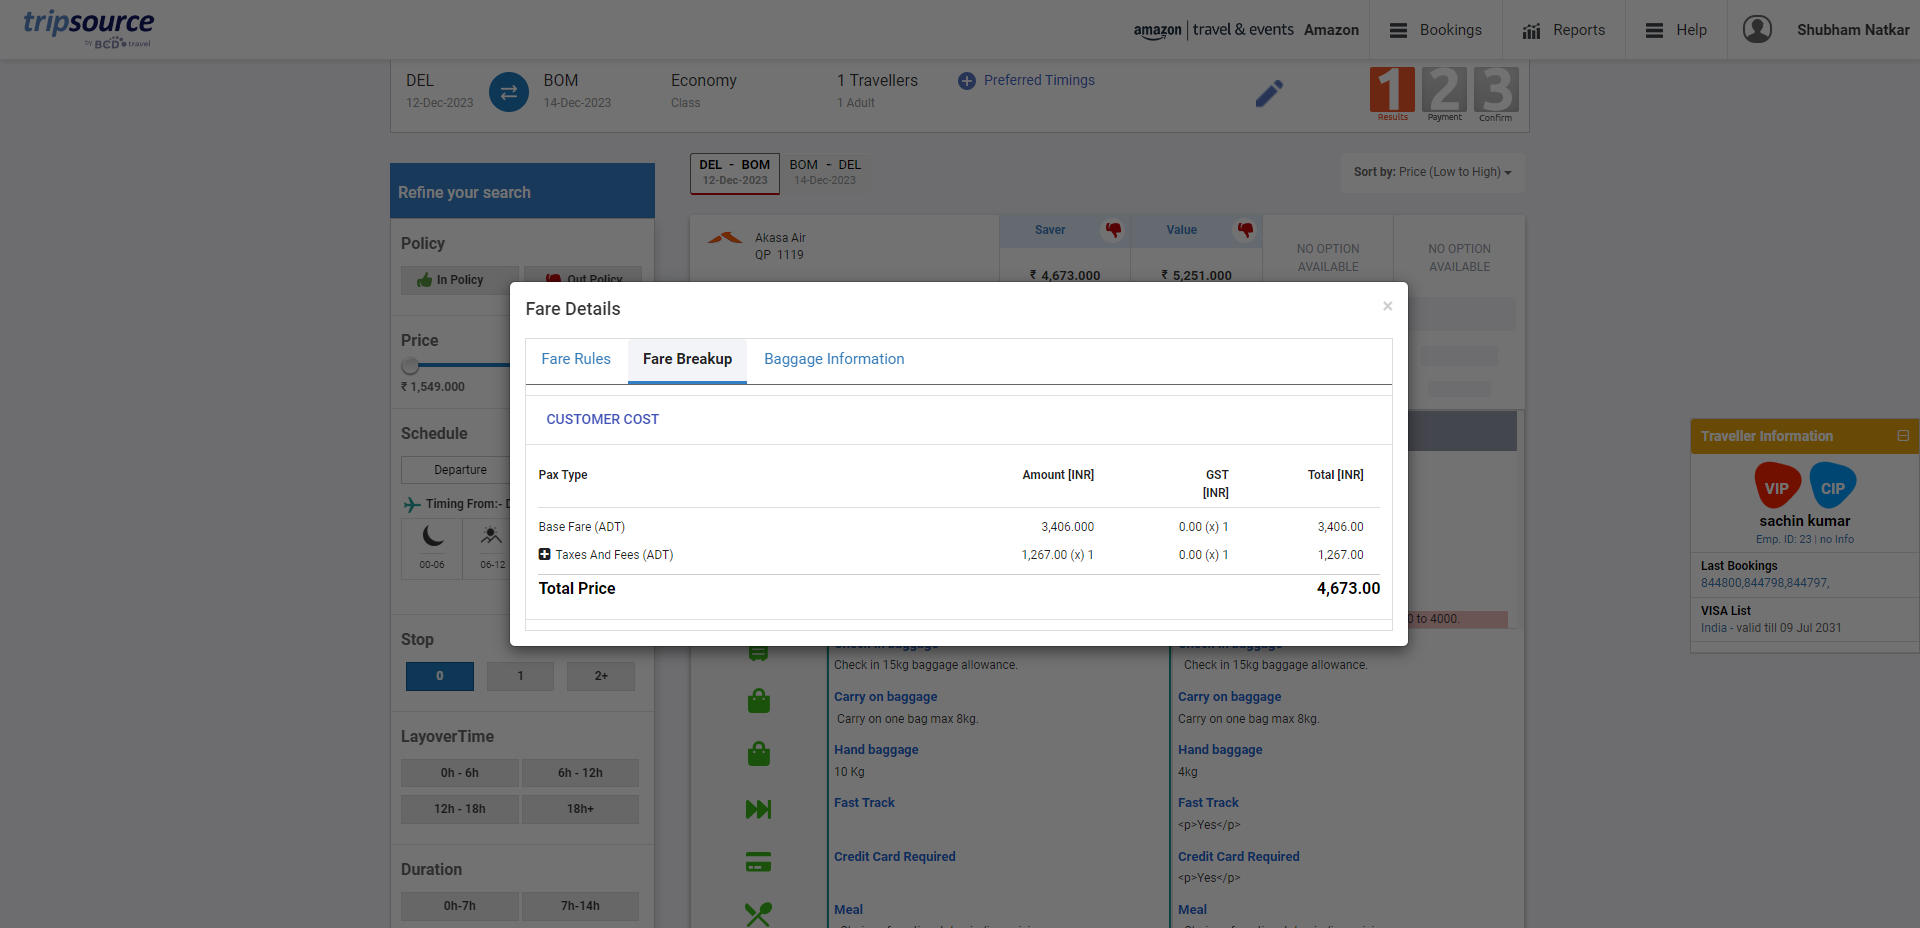 tripsource
by BCD travel
amazon | travel & events Amazon
Bookings
Reports
Help
Shubham Natkar
DEL
12-Dec-2023
BOM
14-Dec-2023
Economy
Class
1 Travellers
1 Adult
Preferred Timings
1 2 3
Results Payment Confirm
Refine your search
Policy
In Policy Out Policy
Price
₹ 1,549.000
Schedule
Departure
Timing From:- D
00-06 06-12
Stop
0 1 2+
LayoverTime
0h - 6h 6h - 12h
12h - 18h 18h+
Duration
0h-7h 7h-14h
DEL - BOM
12-Dec-2023
BOM - DEL
14-Dec-2023
Sort by: Price (Low to High)
Akasa Air
QP 1119
Saver
₹ 4,673.000
Value
₹ 5,251.000
NO OPTION
AVAILABLE
NO OPTION
AVAILABLE
Fare Details
×
Fare Rules Fare Breakup Baggage Information
CUSTOMER COST
Pax Type Amount [INR] GST [INR] Total [INR]
Base Fare (ADT) 3,406.000 0.00 (x) 1 3,406.00
Taxes And Fees (ADT) 1,267.00 (x) 1 0.00 (x) 1 1,267.00
Total Price 4,673.00
0 to 4000.
Check in 15kg baggage allowance. Check in 15kg baggage allowance.
Carry on baggage Carry on baggage
Carry on one bag max 8kg. Carry on one bag max 8kg.
Hand baggage Hand baggage
10 Kg 4kg
Fast Track Fast Track
<p>Yes</p>
Credit Card Required Credit Card Required
<p>Yes</p>
Meal Meal
Traveller Information
VIP CIP
sachin kumar
Emp. ID: 23 | no Info
Last Bookings
844800,844798,844797,
VISA List
India - valid till 09 Jul 2031